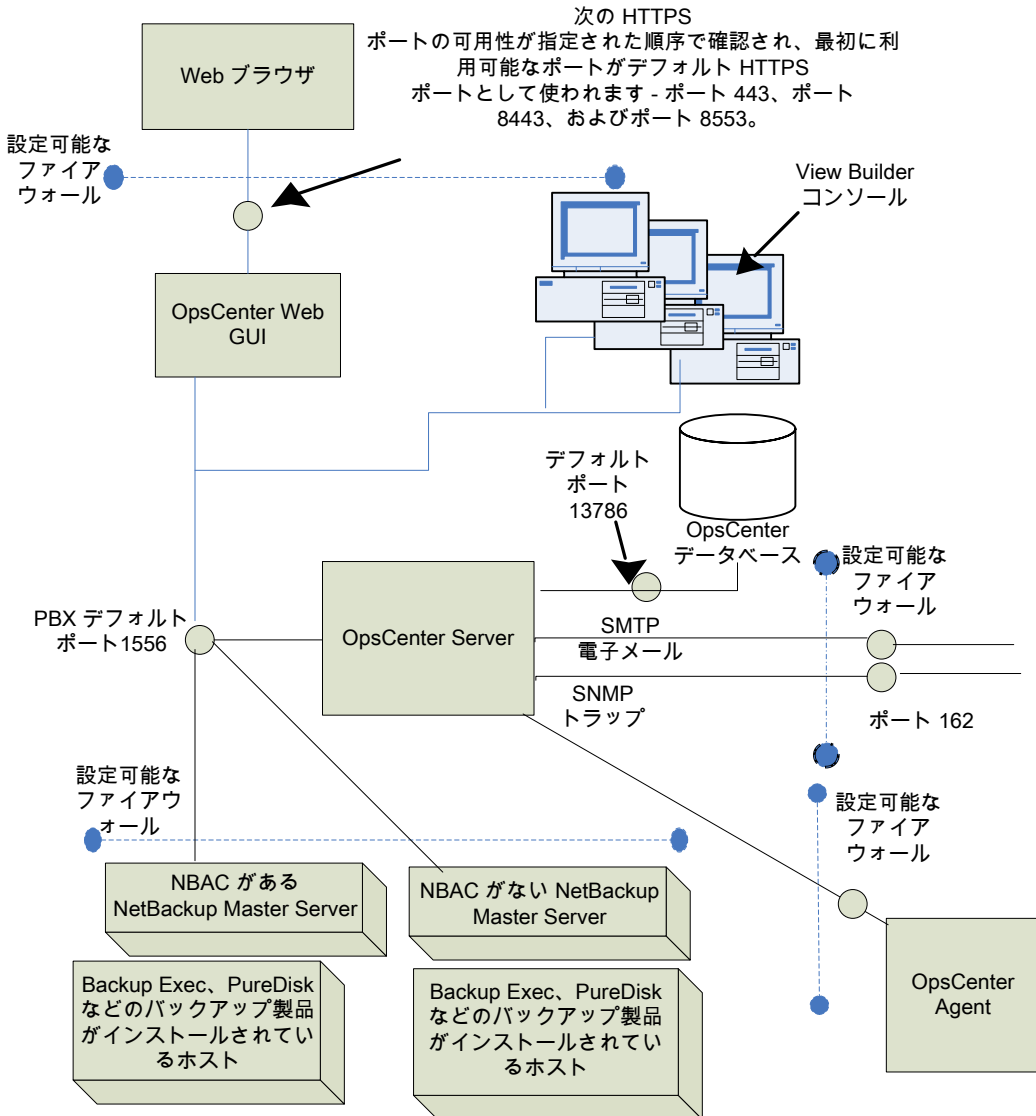 次の HTTPS
ポートの可用性が指定された順序で確認され、最初に利
用可能なポートがデフォルト HTTPS
ポートとして使われます - ポート 443、ポート
8443、およびポート 8553。
Web ブラウザ
設定可能な
ファイア
ウォール
View Builder
コンソール
OpsCenter Web
GUI
デフォルト
ポート
13786
OpsCenter
データベース
設定可能な
ファイア
ウォール
PBX デフォルト
ポート1556
OpsCenter Server
SMTP
電子メール
SNMP
トラップ
ポート 162
設定可能な
ファイアウ
ォール
設定可能な
ファイア
ウォール
NBAC がある
NetBackup Master Server
NBAC がない NetBackup
Master Server
Backup Exec、PureDisk
などのバックアップ製品
がインストールされてい
るホスト
Backup Exec、PureDisk
などのバックアップ製品
がインストールされてい
るホスト
OpsCenter
Agent